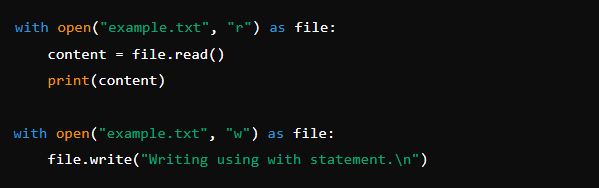 with open("example.txt", "r") as file:
    content = file.read()
    print(content)

with open("example.txt", "w") as file:
    file.write("Writing using with statement.\n")